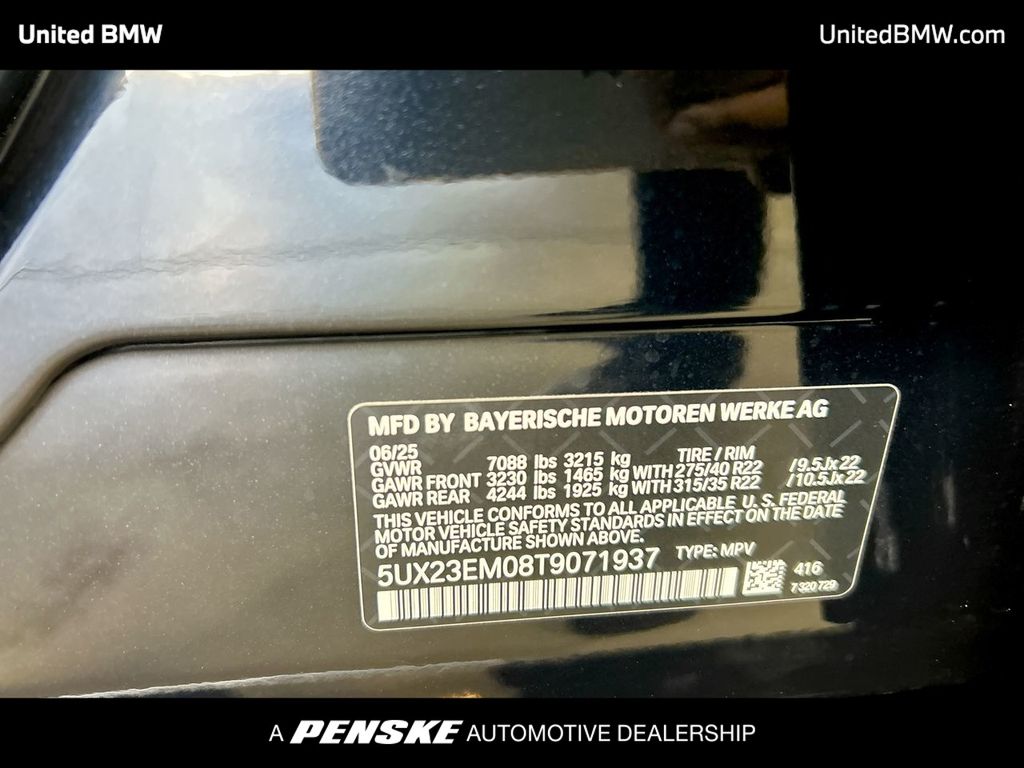 United BMW
UnitedBMW.com
MFD BY BAYERISCHE MOTOREN WERKE AG
06/25
GVWR 7088 lbs 3215 kg TIRE / RIM
GAWR FRONT 3230 lbs 1465 kg WITH 275/40 R22 / 9.5Jx22
GAWR REAR 4244 lbs 1925 kg WITH 315/35 R22 / 10.5Jx22
THIS VEHICLE CONFORMS TO ALL APPLICABLE U. S. FEDERAL
MOTOR VEHICLE SAFETY STANDARDS IN EFFECT ON THE DATE
OF MANUFACTURE SHOWN ABOVE.
5UX23EM08T9071937 TYPE: MPV
416
7 320 729
A PENSKE AUTOMOTIVE DEALERSHIP